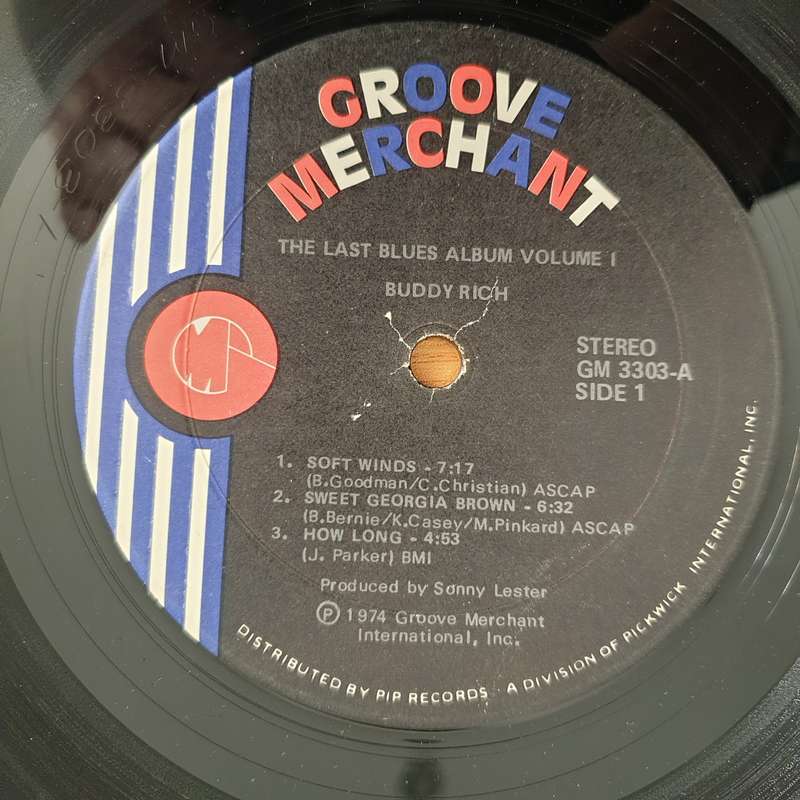 GROOVE
MERCHANT
THE LAST BLUES ALBUM VOLUME I
BUDDY RICH
STEREO
GM 3303-A
SIDE 1
1. SOFT WINDS - 7:17
(B.Goodman/C.Christian) ASCAP
2. SWEET GEORGIA BROWN - 6:32
(B.Bernie/K.Casey/M.Pinkard) ASCAP
3. HOW LONG - 4:53
(J. Parker) BMI
Produced by Sonny Lester
Ⓟ 1974 Groove Merchant
International, Inc.
DISTRIBUTED BY PIP RECORDS · A DIVISION OF PICKWICK INTERNATIONAL, INC.